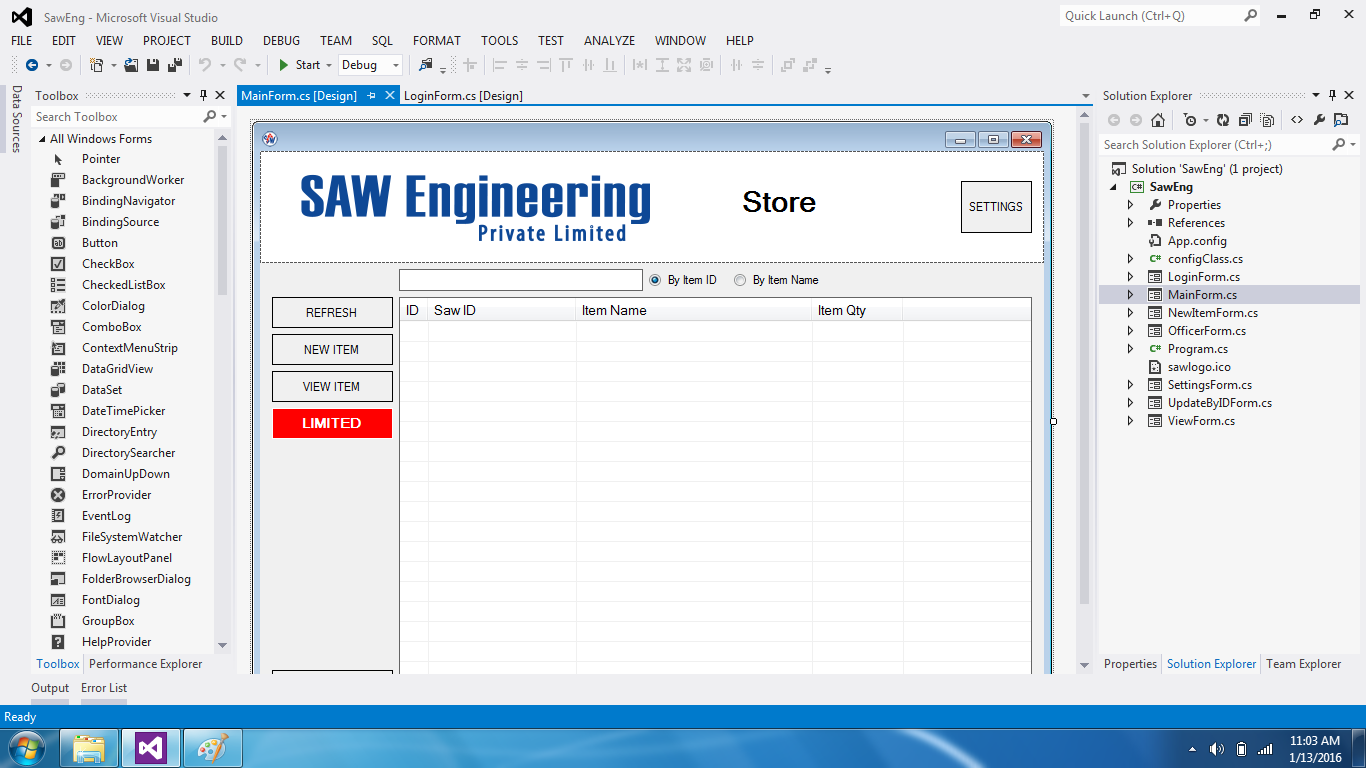 SawEng - Microsoft Visual Studio
Quick Launch (Ctrl+Q)
FILE EDIT VIEW PROJECT BUILD DEBUG TEAM SQL FORMAT TOOLS TEST ANALYZE WINDOW HELP
Start Debug
Data Sources
Toolbox
Search Toolbox
All Windows Forms
Pointer
BackgroundWorker
BindingNavigator
BindingSource
Button
CheckBox
CheckedListBox
ColorDialog
ComboBox
ContextMenuStrip
DataGridView
DataSet
DateTimePicker
DirectoryEntry
DirectorySearcher
DomainUpDown
ErrorProvider
EventLog
FileSystemWatcher
FlowLayoutPanel
FolderBrowserDialog
FontDialog
GroupBox
HelpProvider
Toolbox Performance Explorer
MainForm.cs [Design] LoginForm.cs [Design]
SAW Engineering
Private Limited
Store
SETTINGS
By Item ID By Item Name
REFRESH
NEW ITEM
VIEW ITEM
LIMITED
ID Saw ID Item Name Item Qty
Solution Explorer
Search Solution Explorer (Ctrl+;)
Solution 'SawEng' (1 project)
SawEng
Properties
References
App.config
configClass.cs
LoginForm.cs
MainForm.cs
NewItemForm.cs
OfficerForm.cs
Program.cs
sawlogo.ico
SettingsForm.cs
UpdateByIDForm.cs
ViewForm.cs
Properties Solution Explorer Team Explorer
Output Error List
Ready
11:03 AM
1/13/2016